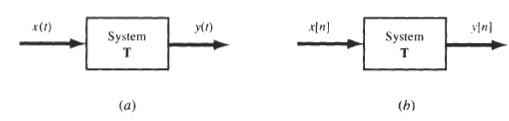 x(t)
System
T
y(t)
x[n]
System
T
y[n]
(a)
(b)